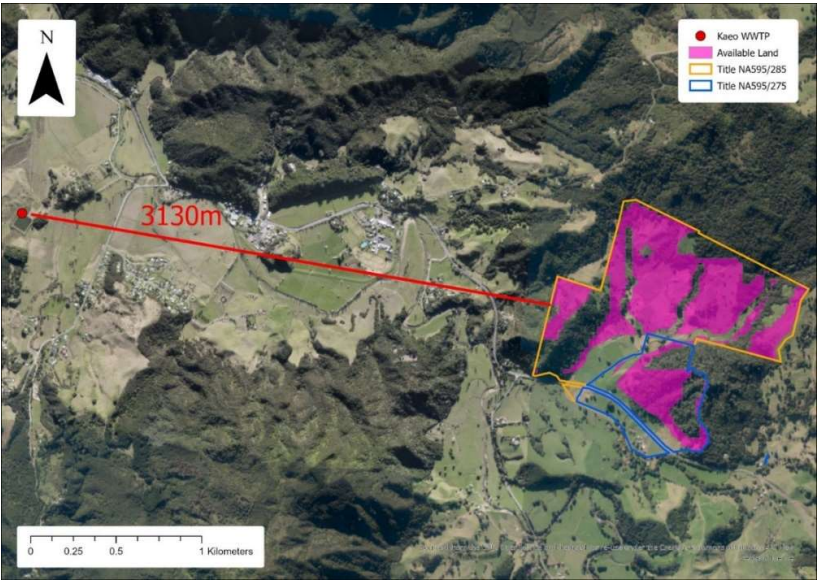 N
Kaeo WWTP
Available Land
Title NA595/285
Title NA595/275
3130m
0 0.25 0.5 1 Kilometers